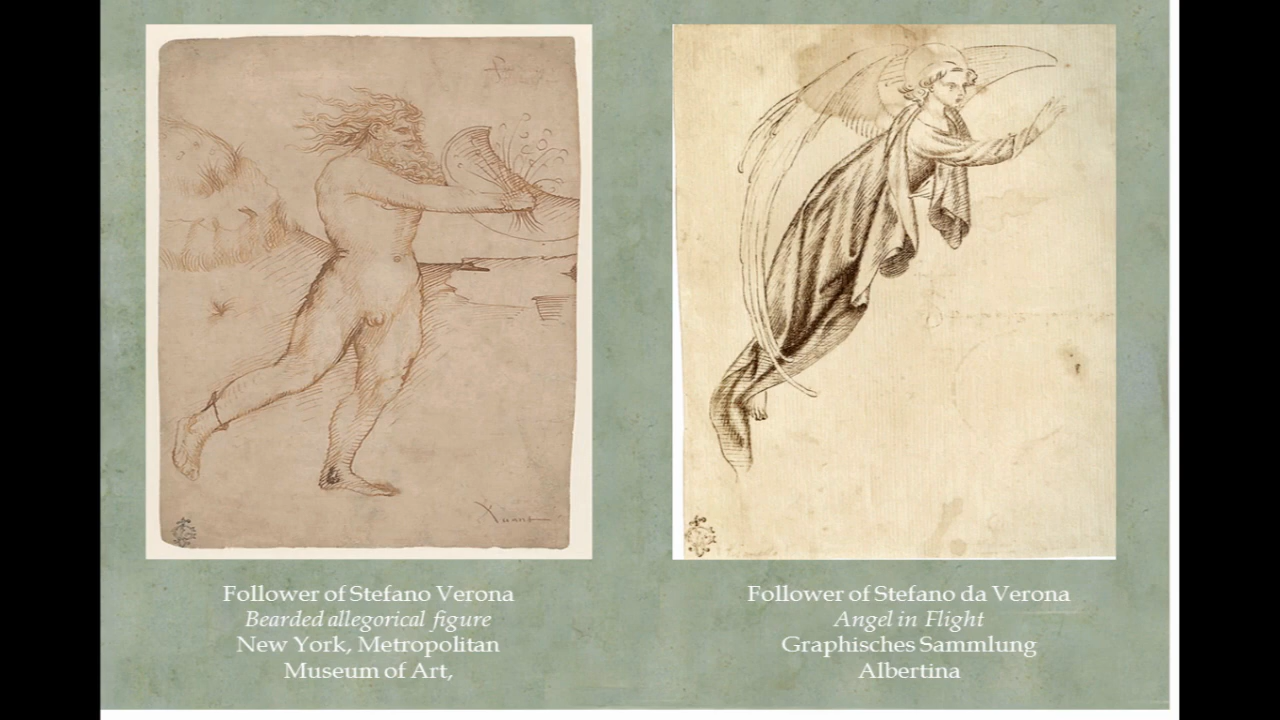 Follower of Stefano Verona
Bearded allegorical figure
New York, Metropolitan
Museum of Art,
Follower of Stefano da Verona
Angel in Flight
Graphisches Sammlung
Albertina